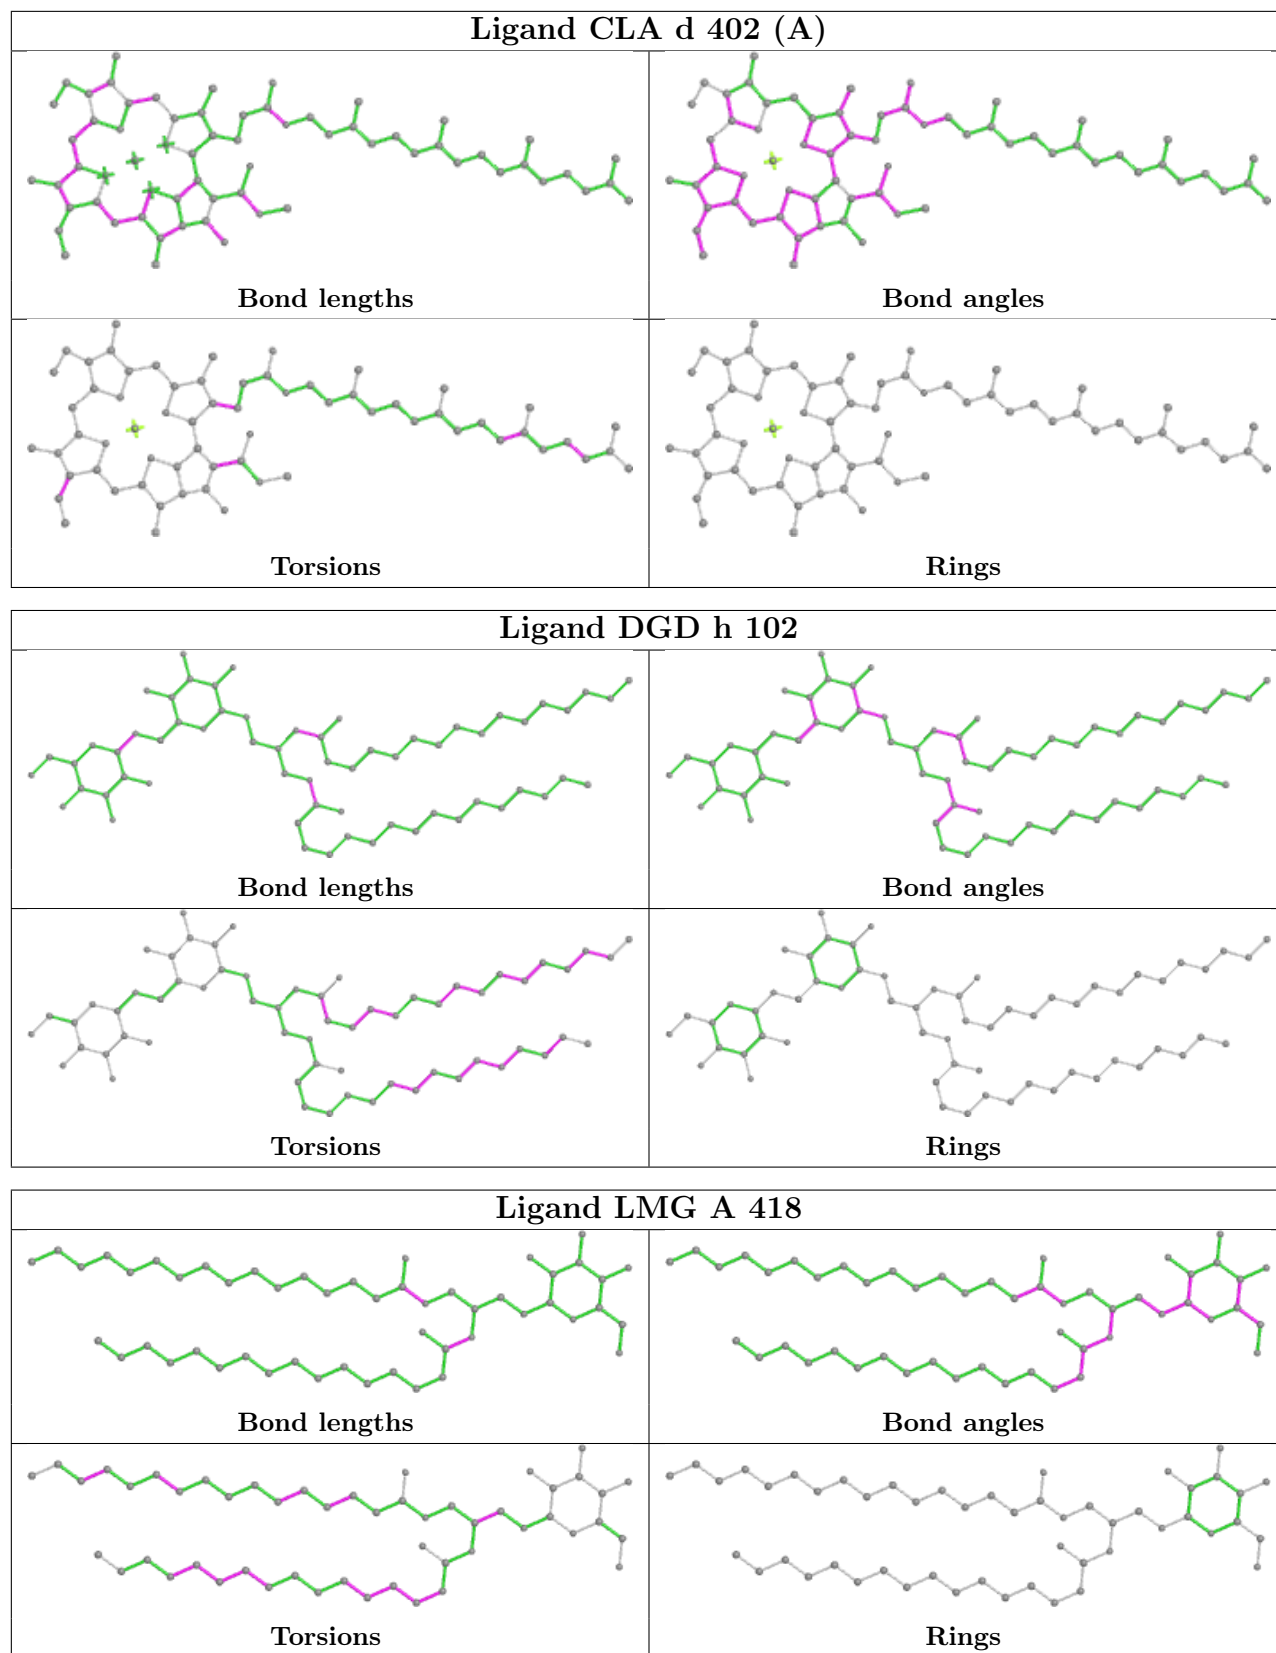 Ligand CLA d 402 (A)
Bond lengths
Bond angles
Torsions
Rings
Ligand DGD h 102
Bond lengths
Bond angles
Torsions
Rings
Ligand LMG A 418
Bond lengths
Bond angles
Torsions
Rings